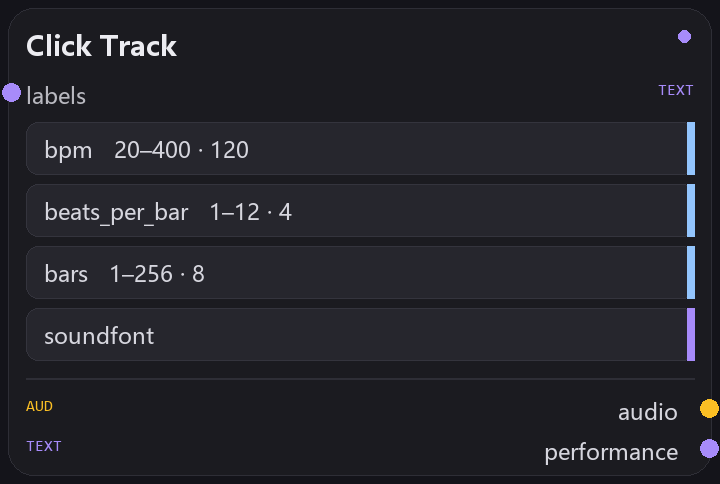 Click Track
labels TEXT
bpm 20–400 · 120
beats_per_bar 1–12 · 4
bars 1–256 · 8
soundfont
AUD audio
TEXT performance